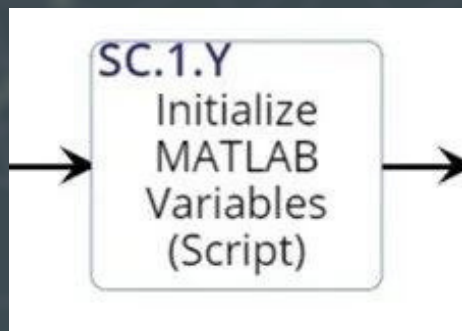 SC.1.Y
Initialize
MATLAB
Variables
(Script)